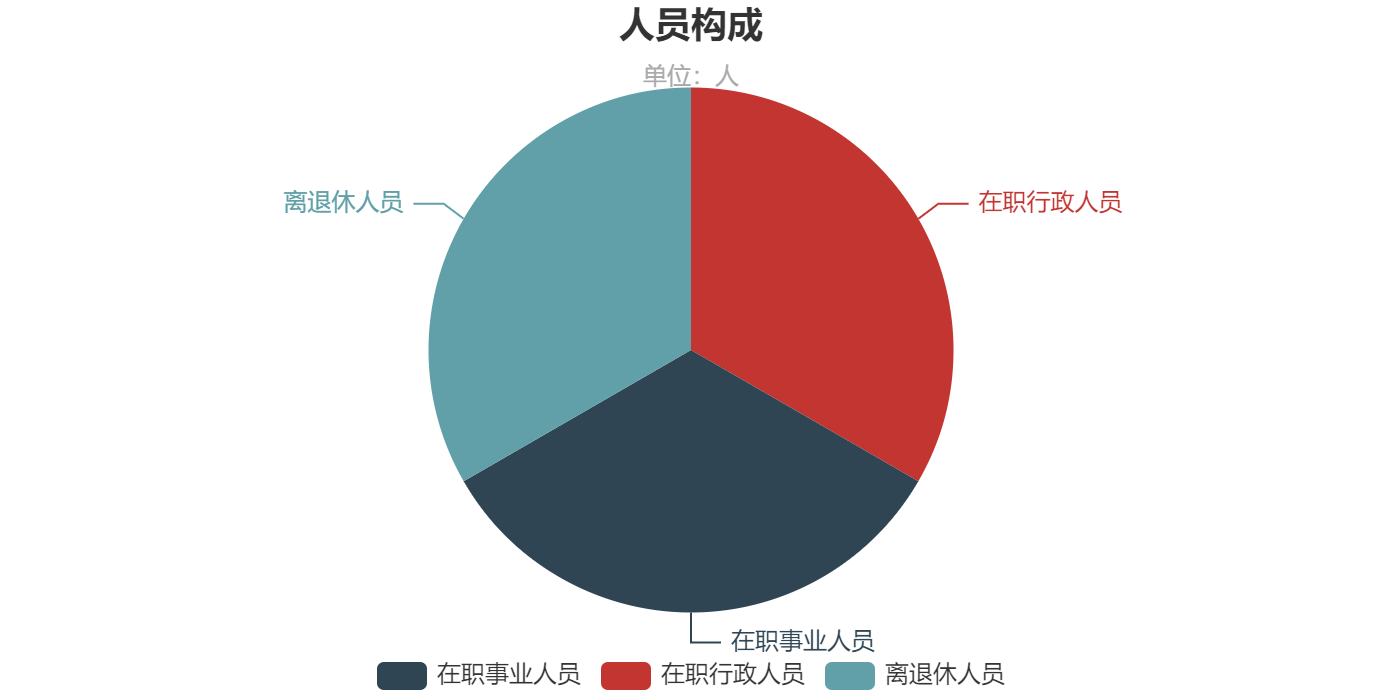 人员构成
单位：人
离退休人员
在职行政人员
在职事业人员
在职事业人员 在职行政人员 离退休人员